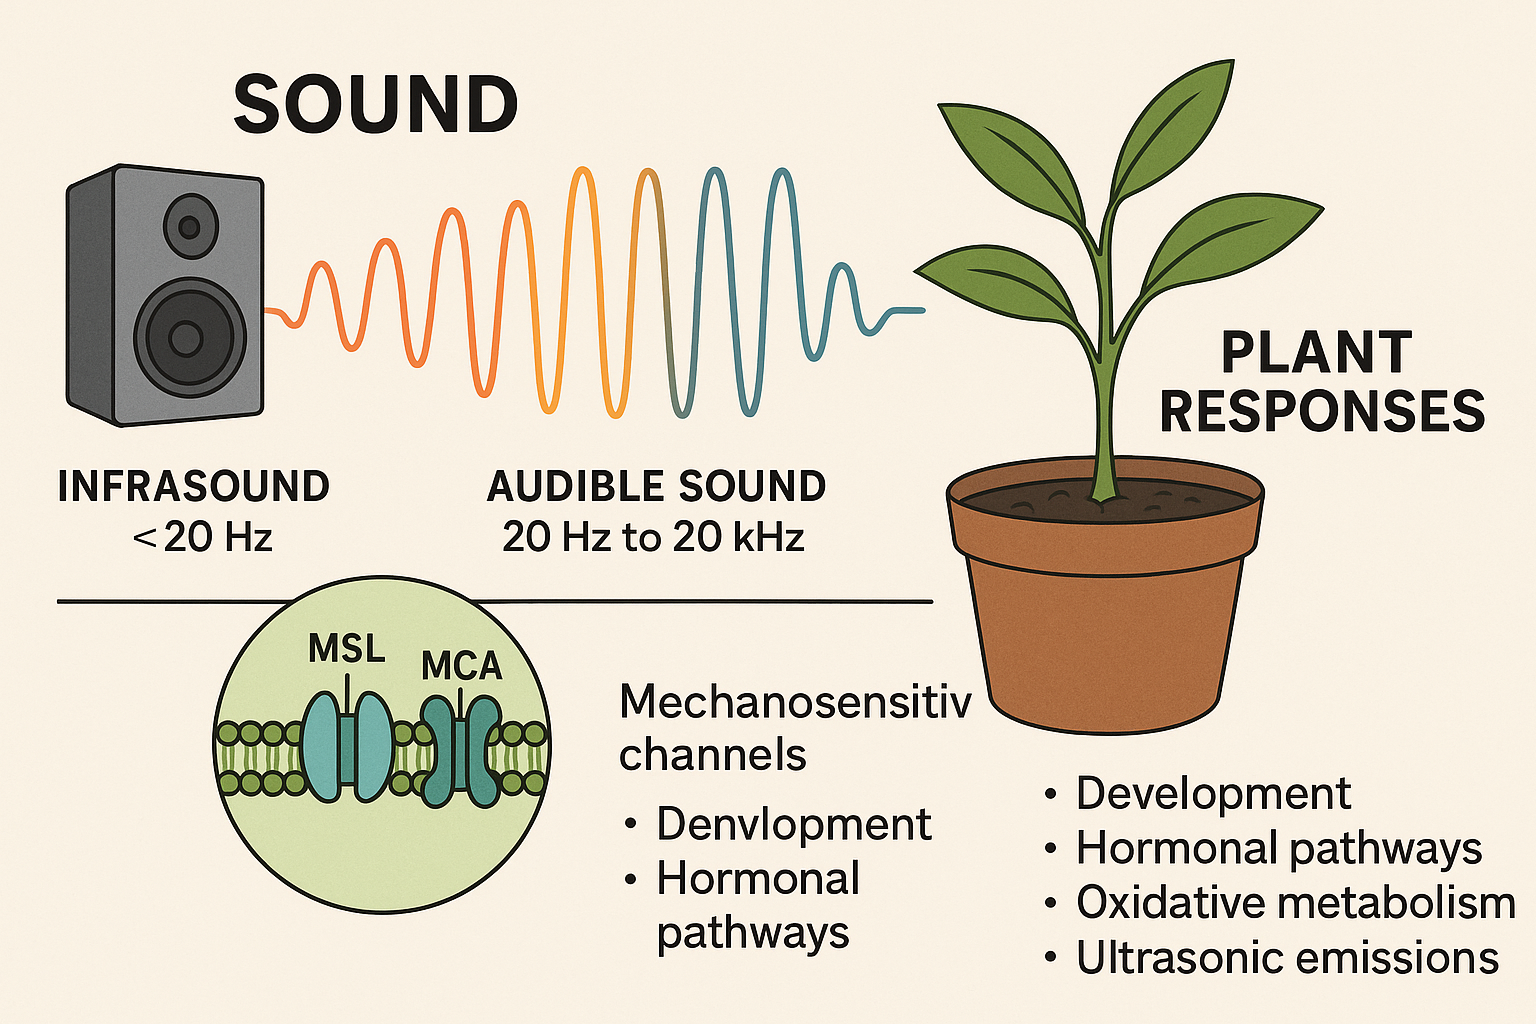 SOUND
INFRASOUND
<20 Hz
AUDIBLE SOUND
20 Hz to 20 kHz
PLANT
RESPONSES
MSL
MCA
Mechanosensitiv
channels
• Denvlopment
• Hormonal
pathways
• Development
• Hormonal pathways
• Oxidative metabolism
• Ultrasonic emissions